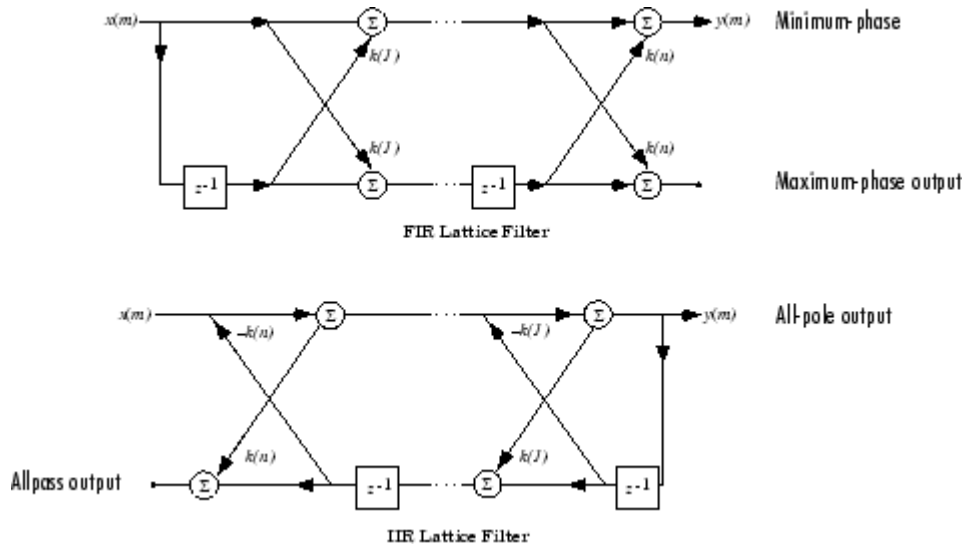 x(m) Σ Σ y(m) Minimum-phase
k(1) k(n)
k(1) k(n)
z-1 Σ z-1 Σ Maximum-phase output
FIR Lattice Filter
x(m) Σ Σ y(m) All-pole output
–k(n) –k(1)
k(n) k(1)
Allpass output Σ z-1 Σ z-1
IIR Lattice Filter